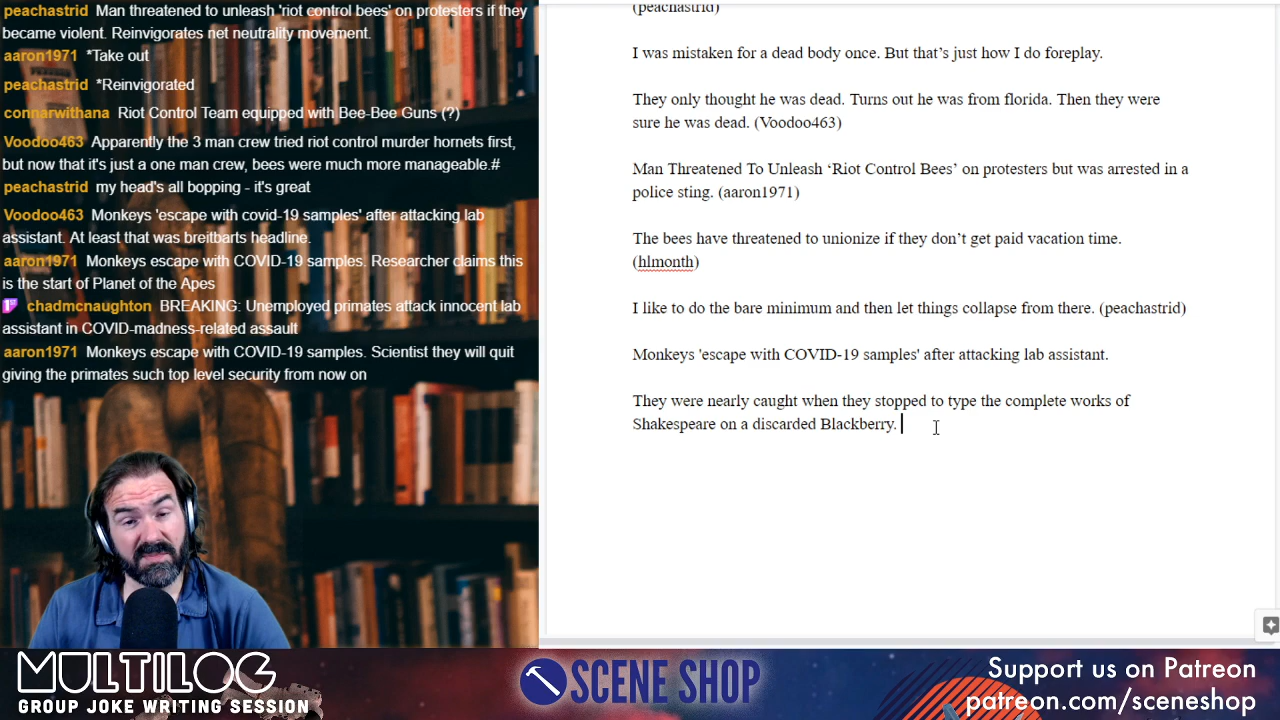 peachastrid Man threatened to unleash 'riot control bees' on protesters if they
became violent. Reinvigorates net neutrality movement.
aaron1971 *Take out
peachastrid *Reinvigorated
connarwithana Riot Control Team equipped with Bee-Bee Guns (?)
Voodoo463 Apparently the 3 man crew tried riot control murder hornets first,
but now that it's just a one man crew, bees were much more manageable.#
peachastrid my head's all bopping - it's great
Voodoo463 Monkeys 'escape with covid-19 samples' after attacking lab
assistant. At least that was breitbarts headline.
aaron1971 Monkeys escape with COVID-19 samples. Researcher claims this
is the start of Planet of the Apes
chadmcnaughton BREAKING: Unemployed primates attack innocent lab
assistant in COVID-madness-related assault
aaron1971 Monkeys escape with COVID-19 samples. Scientist they will quit
giving the primates such top level security from now on
(peachastrid)
I was mistaken for a dead body once. But that's just how I do foreplay.
They only thought he was dead. Turns out he was from florida. Then they were
sure he was dead. (Voodoo463)
Man Threatened To Unleash ‘Riot Control Bees’ on protesters but was arrested in a
police sting. (aaron1971)
The bees have threatened to unionize if they don’t get paid vacation time.
(hlmonth)
I like to do the bare minimum and then let things collapse from there. (peachastrid)
Monkeys 'escape with COVID-19 samples' after attacking lab assistant.
They were nearly caught when they stopped to type the complete works of
Shakespeare on a discarded Blackberry.
MULTILOG
GROUP JOKE WRITING SESSION
SCENE SHOP
Support us on Patreon
patreon.com/sceneshop